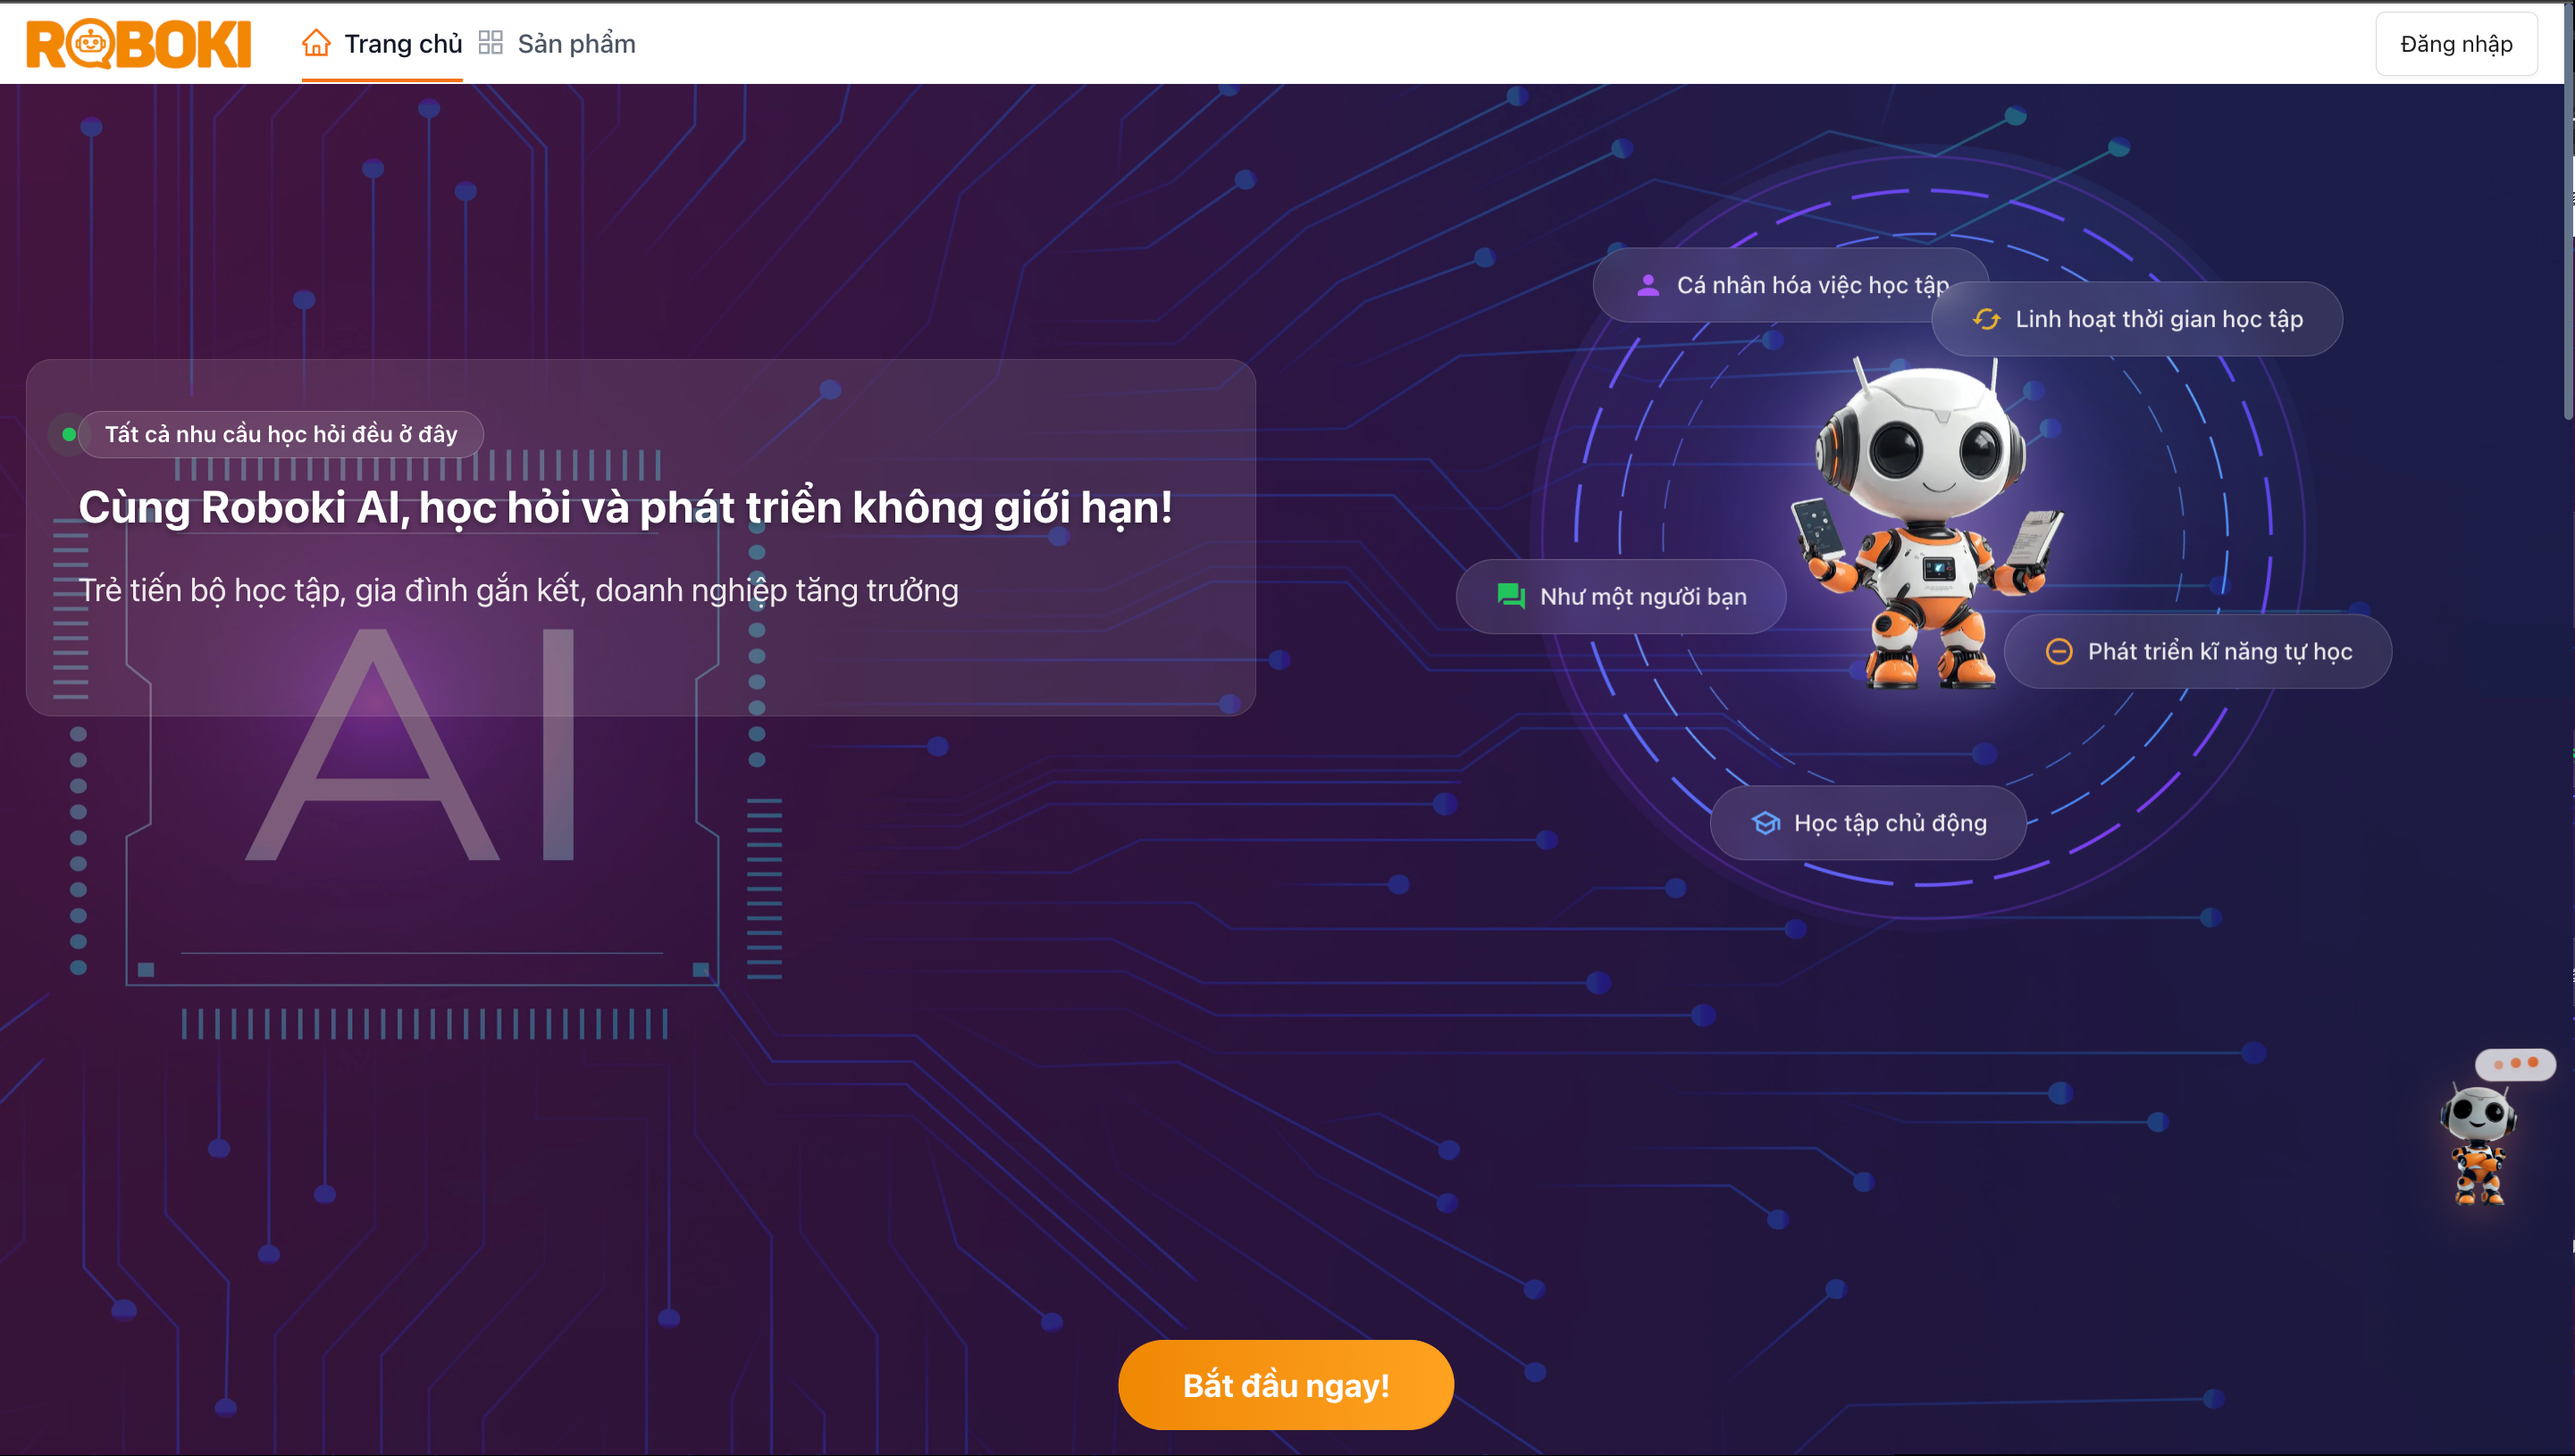 ROBOKI
Trang chủ
Sản phẩm
Đăng nhập
Cá nhân hóa việc học tập
Linh hoạt thời gian học tập
Tất cả nhu cầu học hỏi đều ở đây
Cùng Roboki AI, học hỏi và phát triển không giới hạn!
Trẻ tiến bộ học tập, gia đình gắn kết, doanh nghiệp tăng trưởng
Như một người bạn
Phát triển kĩ năng tự học
AI
Học tập chủ động
Bắt đầu ngay!